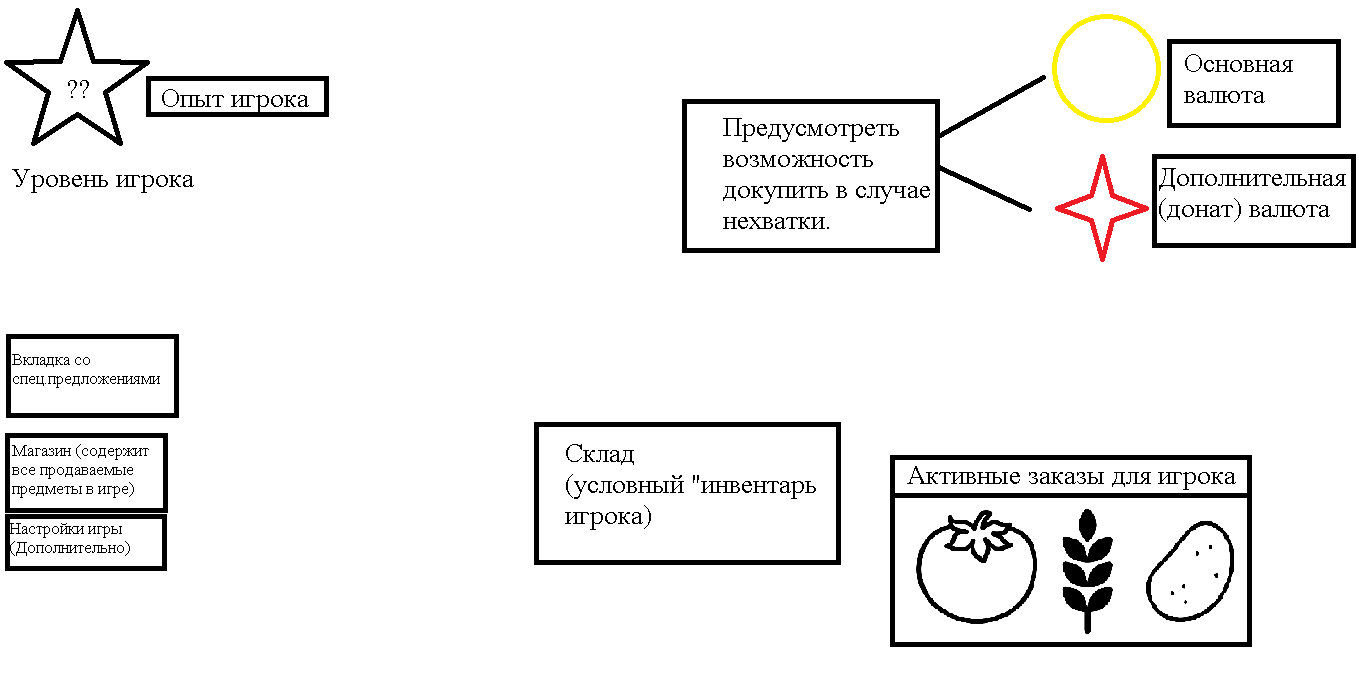 ??
Опыт игрока
Уровень игрока
Предусмотреть
возможность
докупить в случае
нехватки.
Основная
валюта
Дополнительная
(донат) валюта
Вкладка со
спец.предложениями
Магазин (содержит
все продаваемые
предметы в игре)
Настройки игры
(Дополнительно)
Склад
(условный "инвентарь
игрока)
Активные заказы для игрока